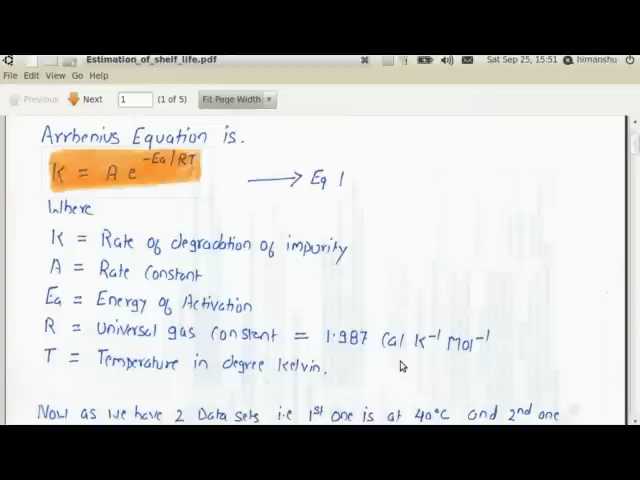 Estimation_of_shelf_life.pdf
Sat Sep 25, 15:51 himanshu
File Edit View Go Help
Previous Next 1 (1 of 5) Fit Page Width
Arrhenius Equation is.
K = A e^-Ea/RT → Eq 1
Where
K = Rate of degradation of impurity
A = Rate Constant
Ea = Energy of Activation
R = Universal gas constant = 1.987 Cal K⁻¹ Mol⁻¹
T = Temperature in degree kelvin.
Now as we have 2 Data sets i.e 1st one is at 40°C and 2nd one